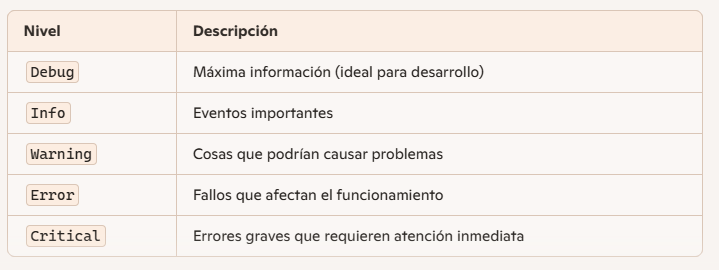 Nivel Descripción
Debug Máxima información (ideal para desarrollo)
Info Eventos importantes
Warning Cosas que podrían causar problemas
Error Fallos que afectan el funcionamiento
Critical Errores graves que requieren atención inmediata